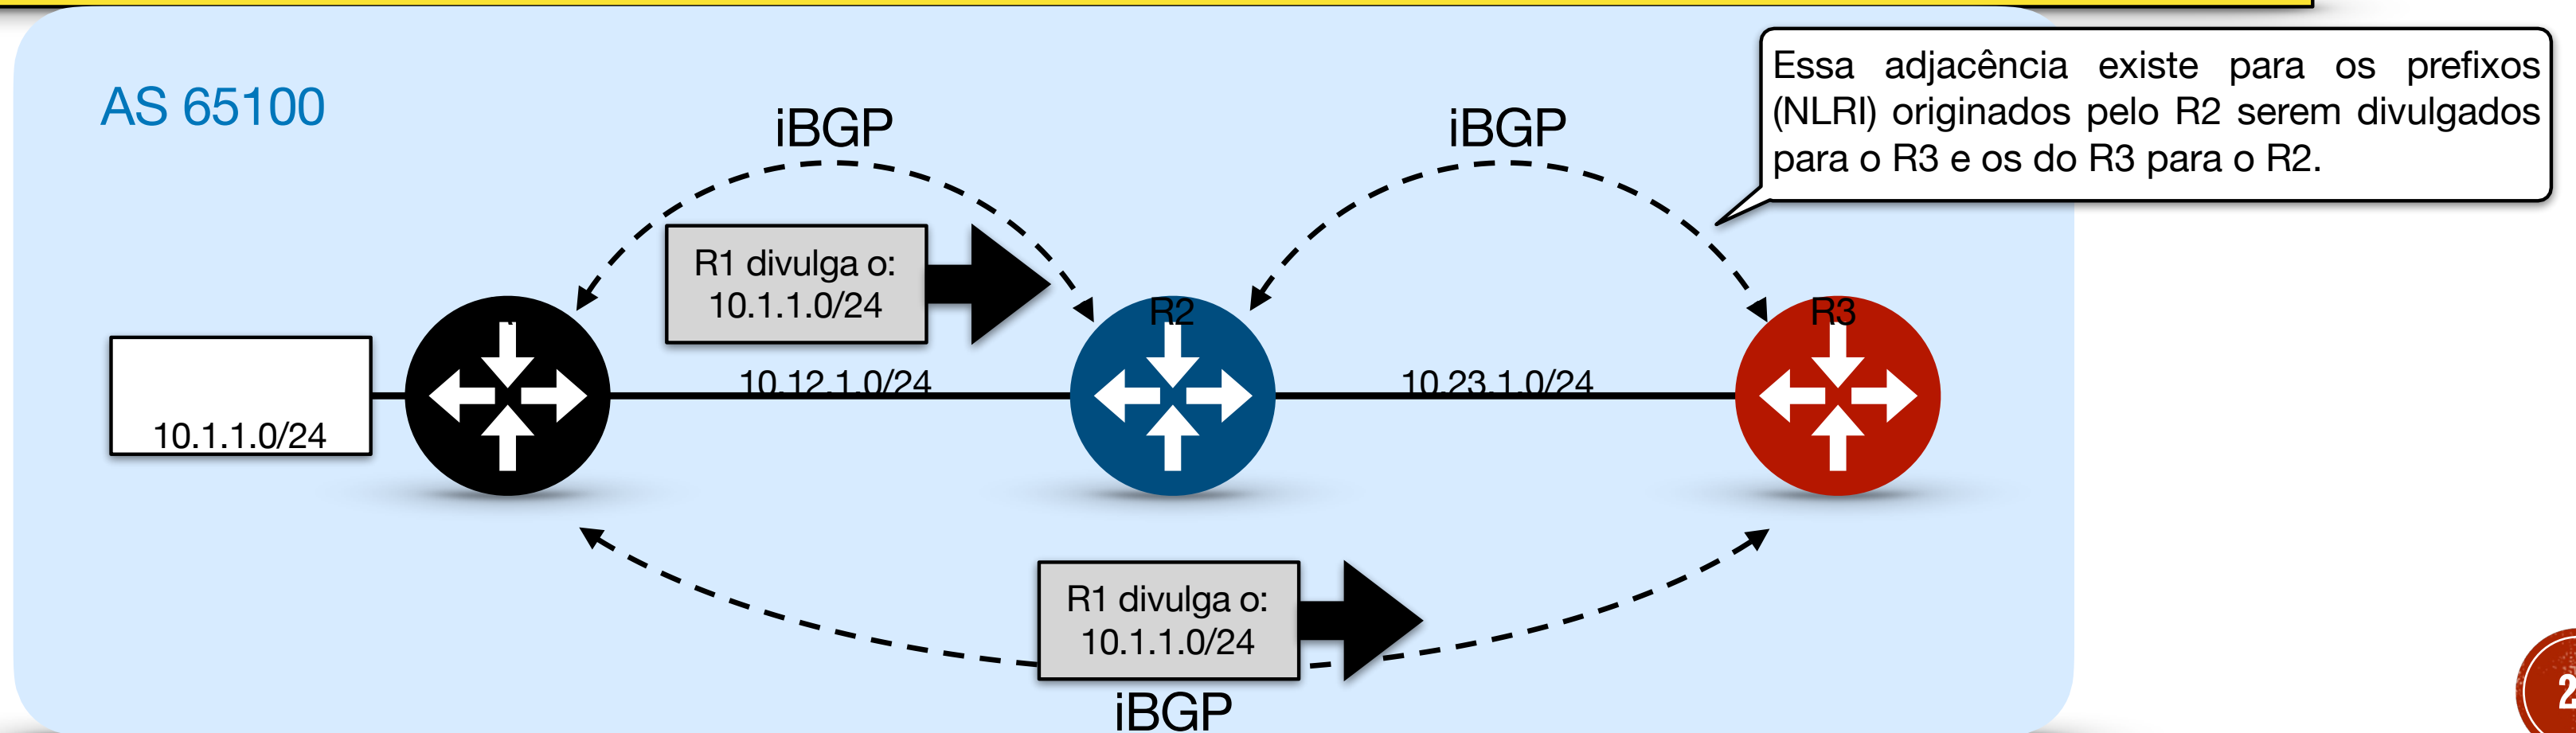 AS 65100
iBGP
iBGP
Essa adjacência existe para os prefixos
(NLRI) originados pelo R2 serem divulgados
para o R3 e os do R3 para o R2.
R1 divulga o:
10.1.1.0/24
R2
R3
10.12.1.0/24
10.23.1.0/24
10.1.1.0/24
R1 divulga o:
10.1.1.0/24
iBGP